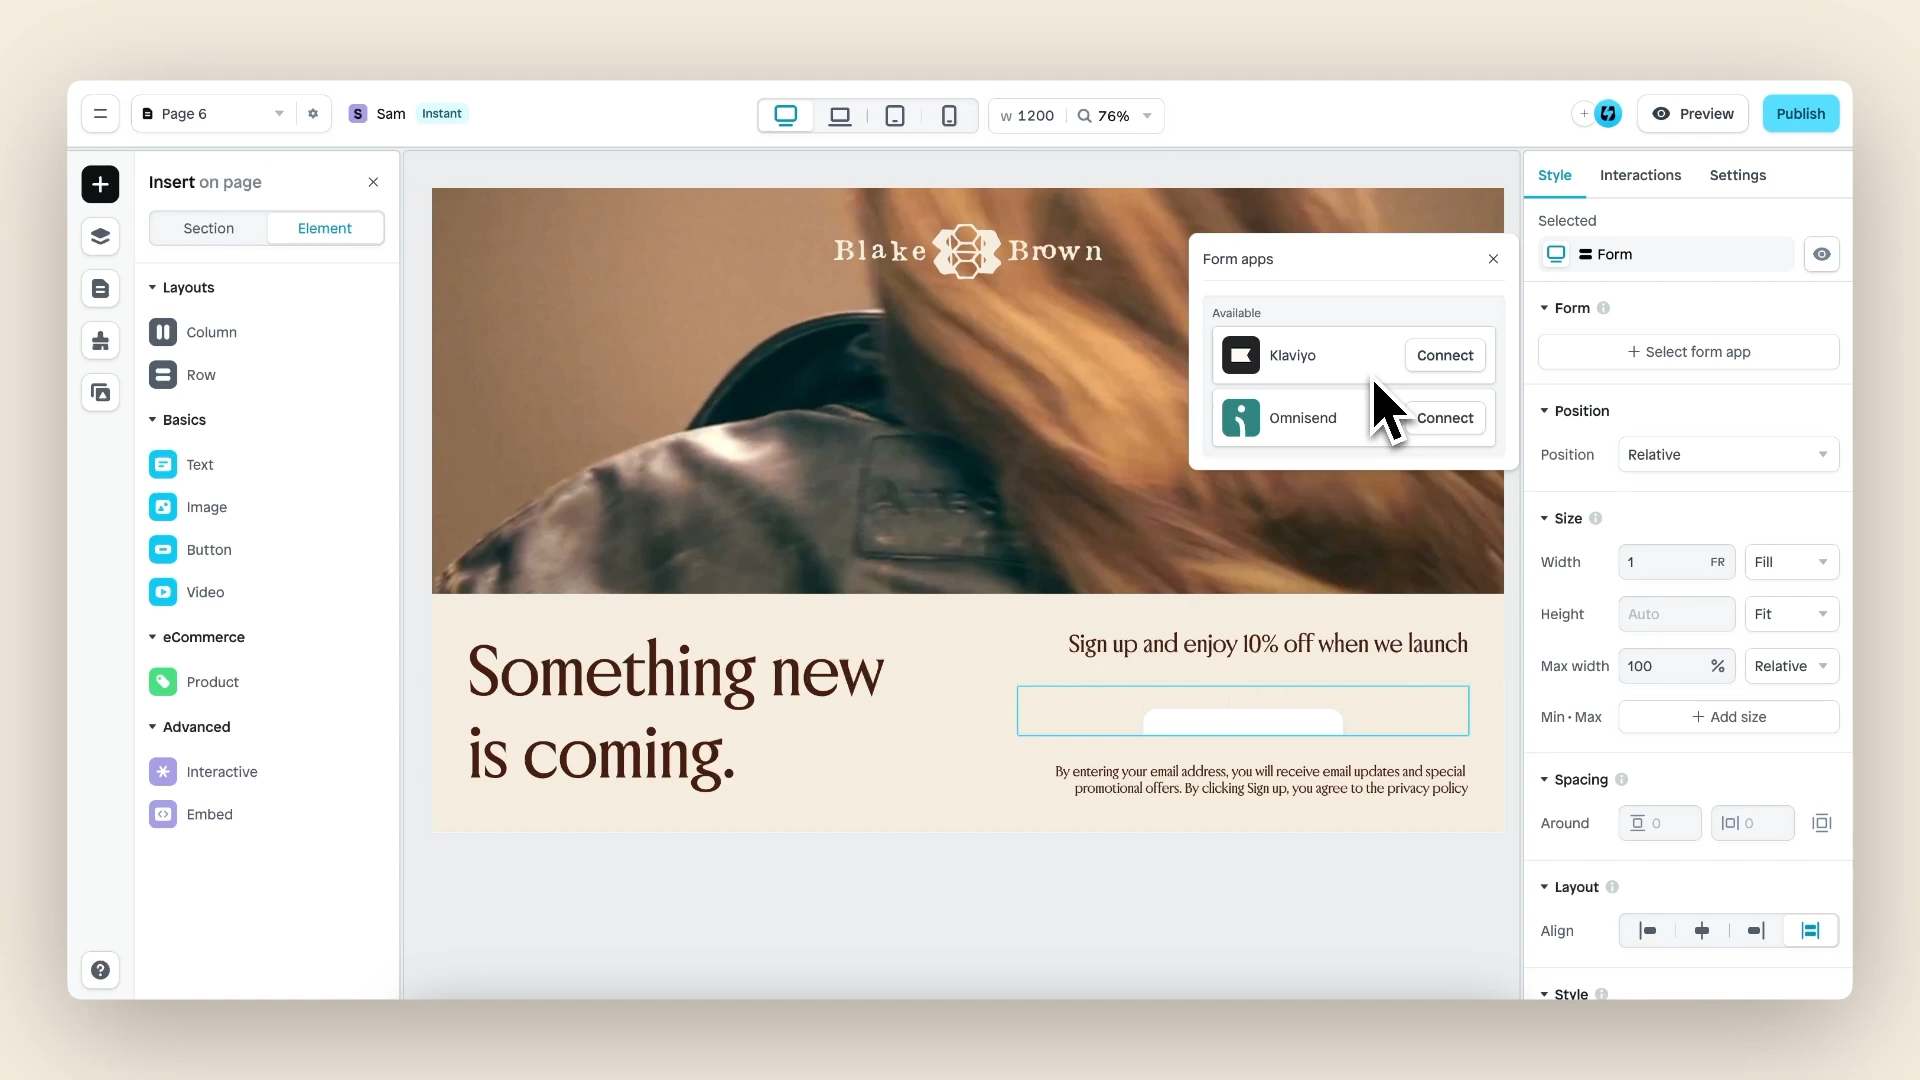 Page 6
S Sam Instant
w 1200
76%
Preview
Publish
Insert on page
Section
Element
Layouts
Column
Row
Basics
Text
Image
Button
Video
eCommerce
Product
Advanced
Interactive
Embed
Blake Brown
Something new
is coming.
Sign up and enjoy 10% off when we launch
By entering your email address, you will receive email updates and special
promotional offers. By clicking Sign up, you agree to the privacy policy
Form apps
Available
Klaviyo Connect
Omnisend Connect
Style Interactions Settings
Selected
Form
Form
+ Select form app
Position
Position Relative
Size
Width 1 FR Fill
Height Auto Fit
Max width 100 % Relative
Min · Max + Add size
Spacing
Around 0 0
Layout
Align
Style